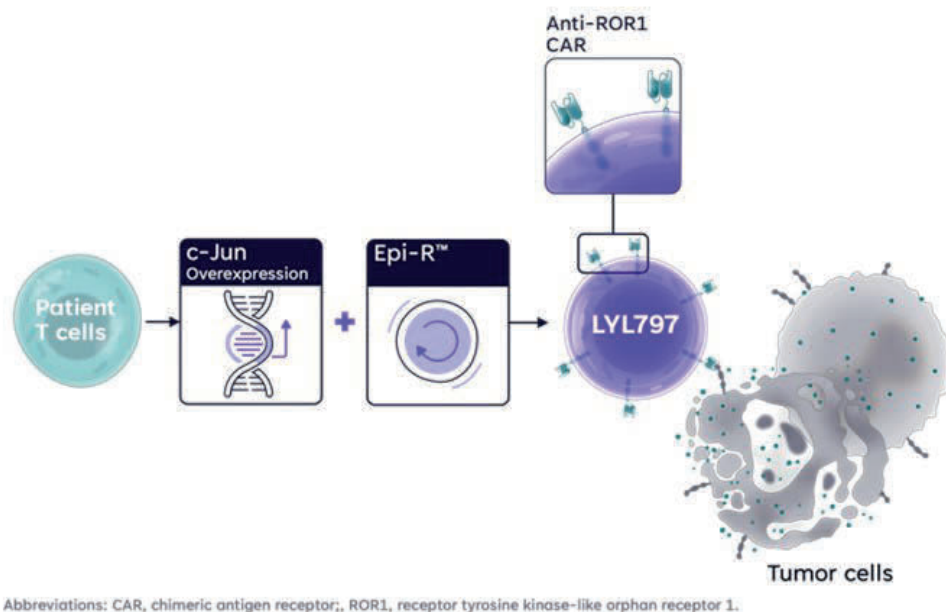 Anti-ROR1
CAR
c-Jun
Overexpression
Epi-R™
Patient
T cells
LYL797
Tumor cells
Abbreviations: CAR, chimeric antigen receptor;, ROR1, receptor tyrosine kinase-like orphan receptor 1.